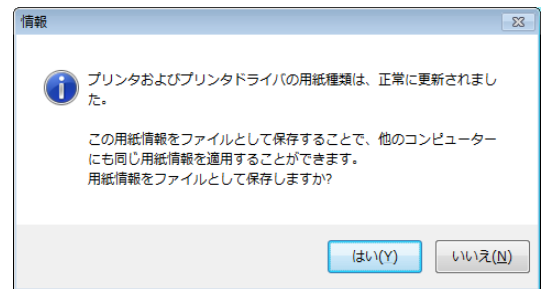 情報
プリンタおよびプリンタドライバの用紙種類は、正常に更新されまし
た。
この用紙情報をファイルとして保存することで、他のコンピューター
にも同じ用紙情報を適用することができます。
用紙情報をファイルとして保存しますか?
はい(Y)
いいえ(N)